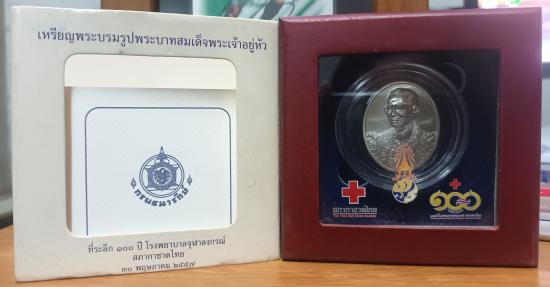 เหรียญพระบรมรูปพระบาทสมเด็จพระเจ้าอยู่หัว
กรมธนารักษ์
ที่ระลึก ๑๐๐ ปี โรงพยาบาลจุฬาลงกรณ์
สภากาชาดไทย
๓๐ พฤษภาคม ๒๕๕๗
สภากาชาดไทย
The Thai Red Cross Society
๑๐๐